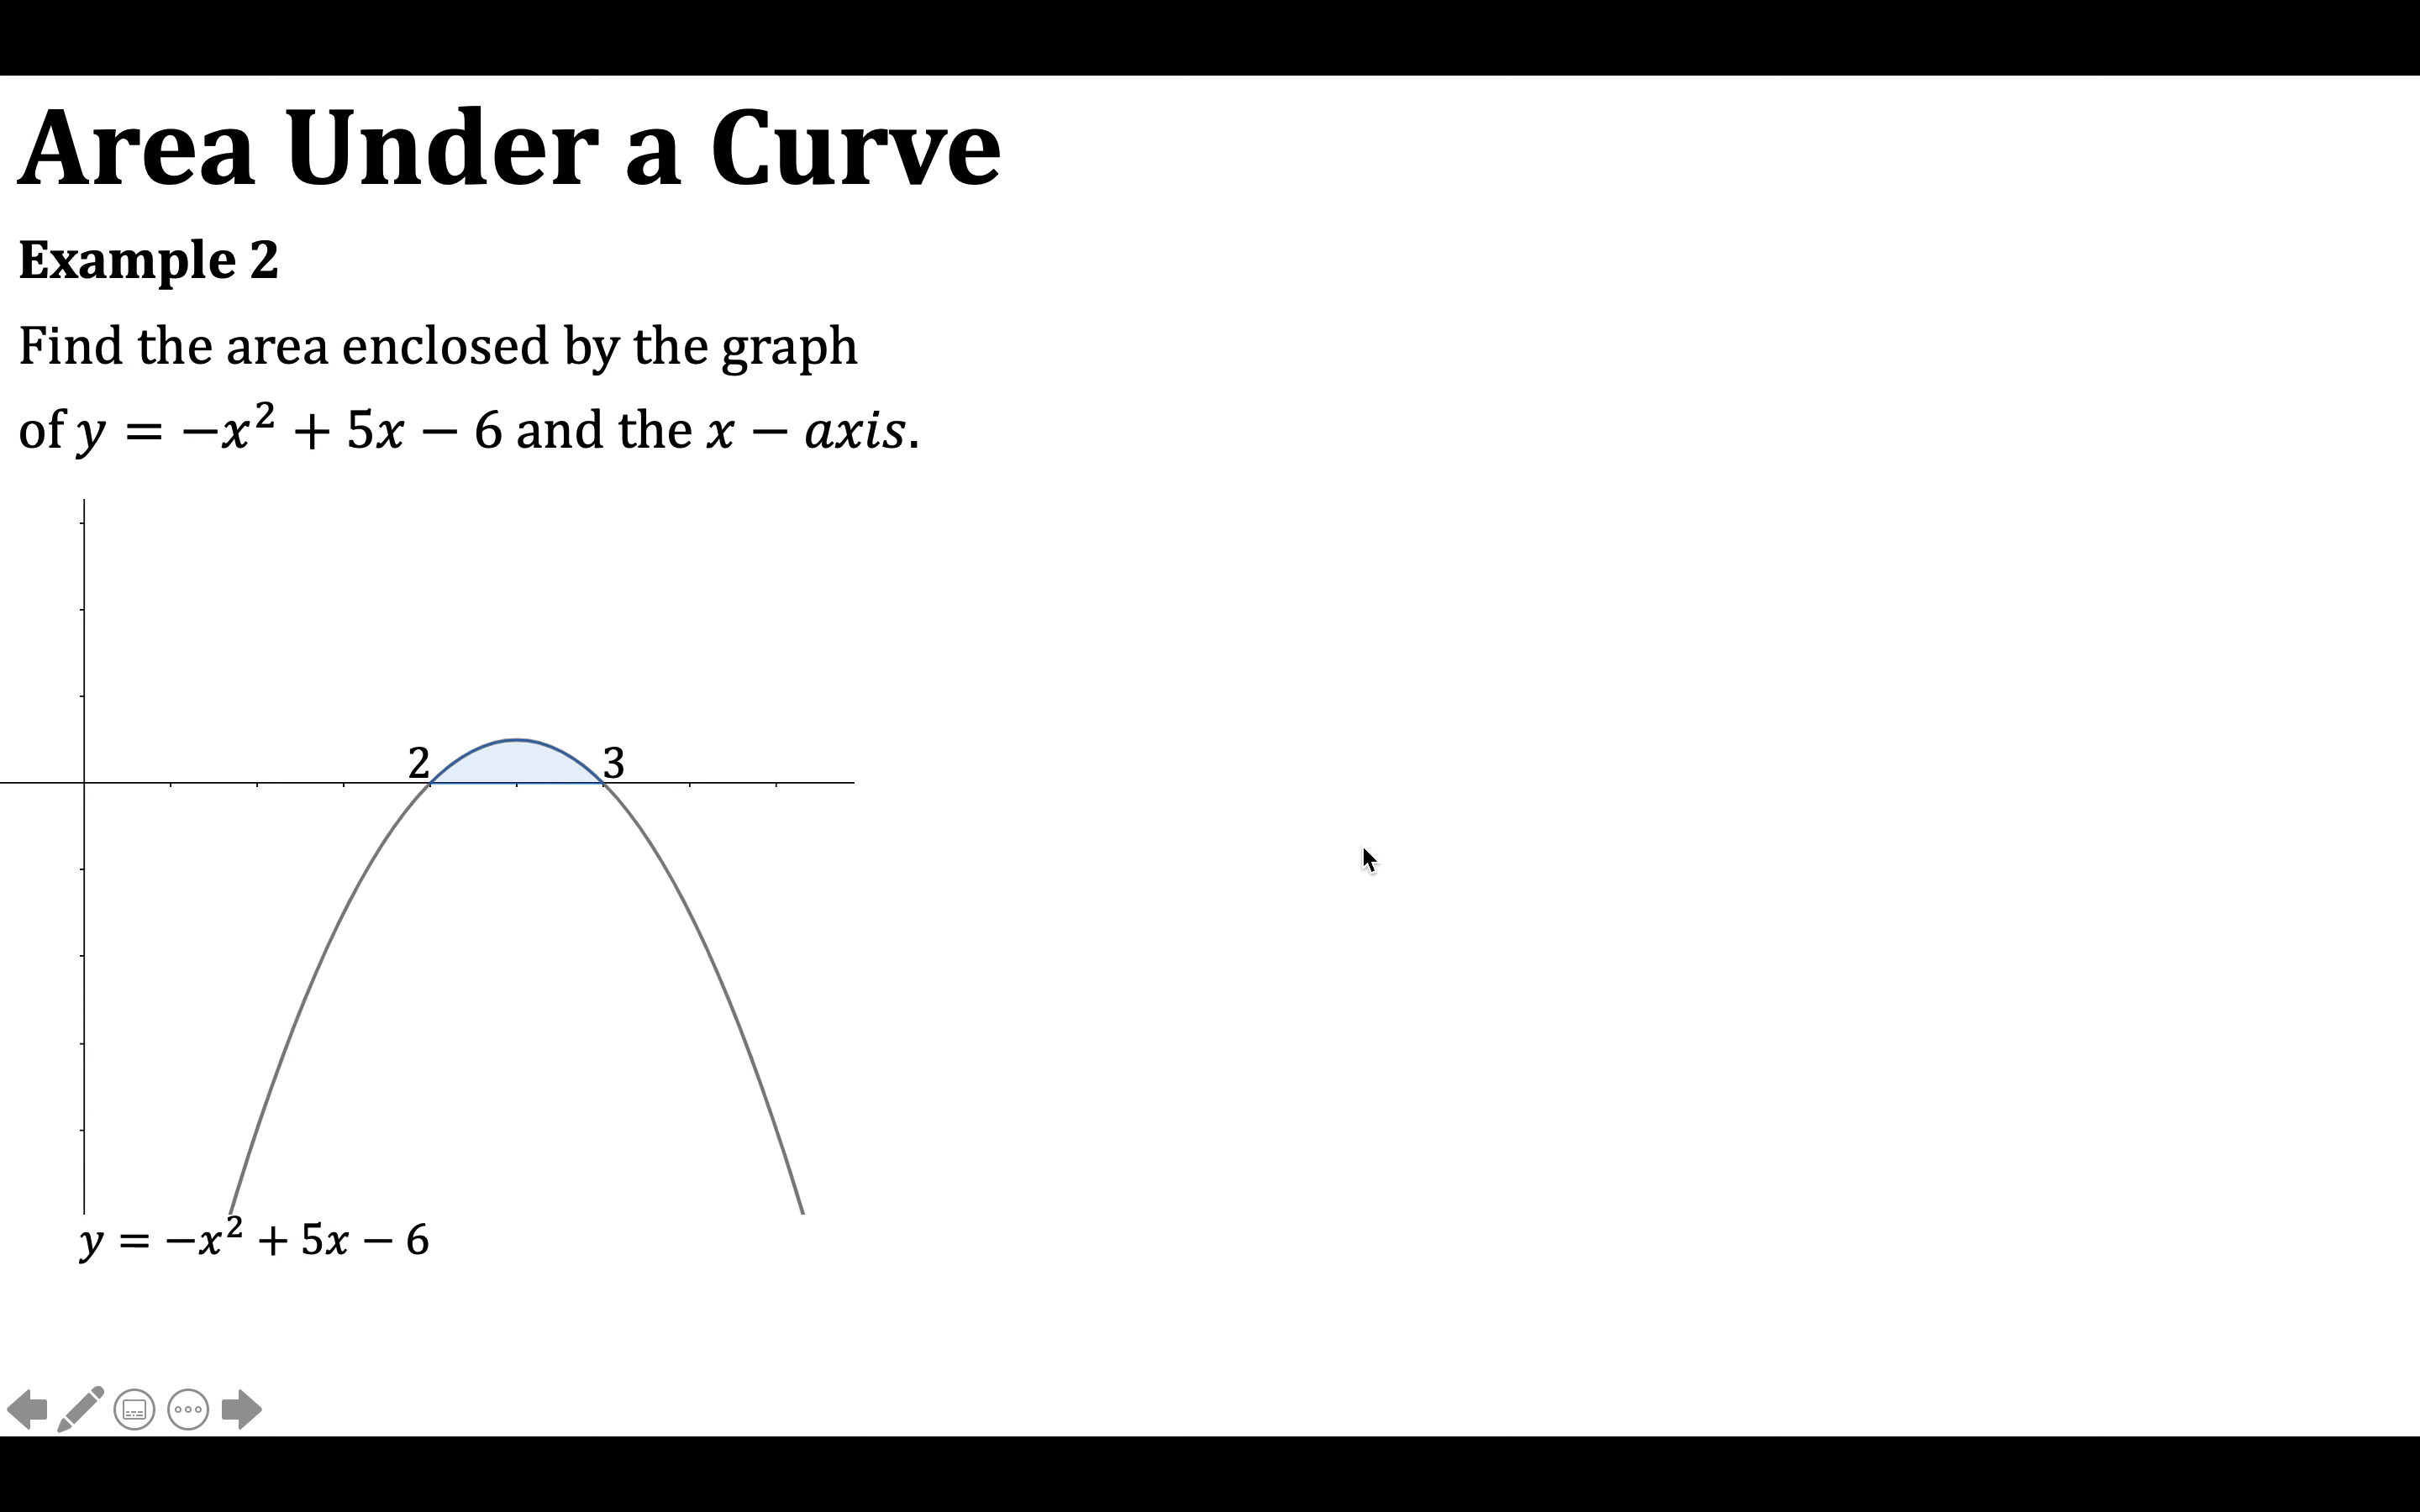 Area Under a Curve
Example 2
Find the area enclosed by the graph
of y = −x² + 5x − 6 and the x − axis.
2 3
y = −x² + 5x − 6